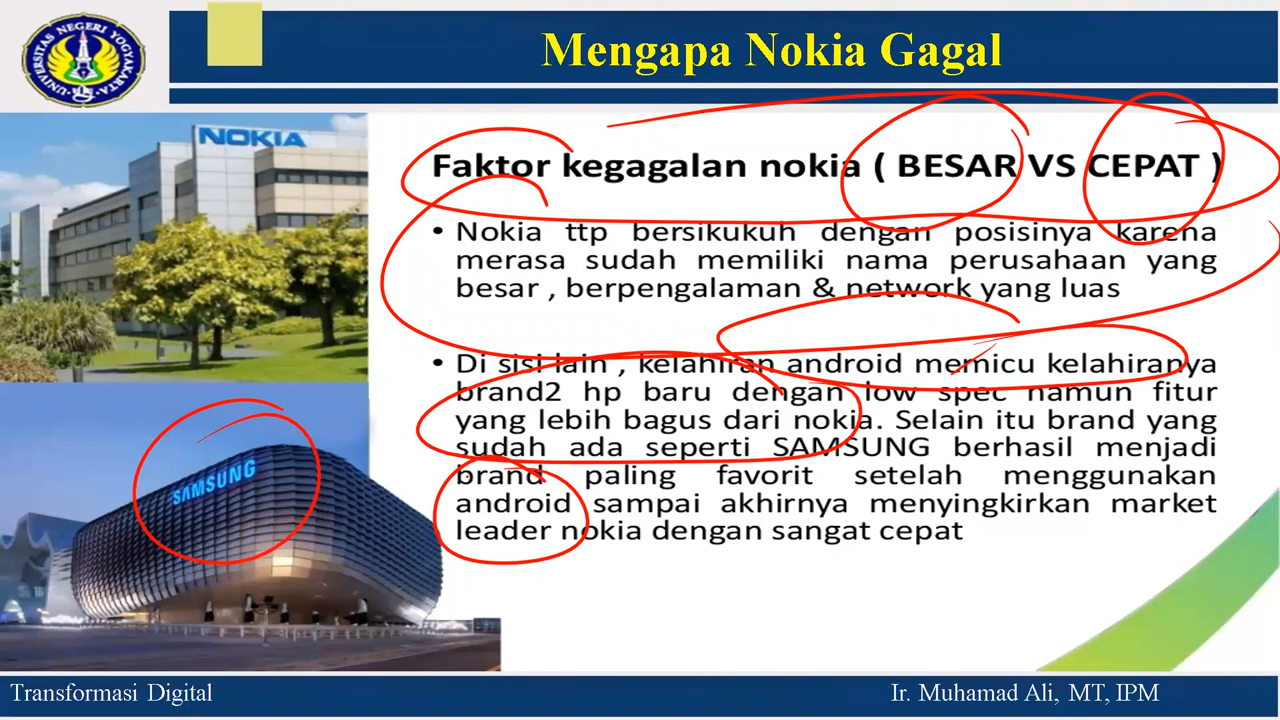 UNIVERSITAS NEGERI YOGYAKARTA
Mengapa Nokia Gagal
NOKIA
Faktor kegagalan nokia ( BESAR VS CEPAT )
• Nokia ttp bersikukuh dengan posisinya karena
merasa sudah memiliki nama perusahaan yang
besar , berpengalaman & network yang luas
• Di sisi lain , kelahiran android memicu kelahiranya
brand2 hp baru dengan low spec namun fitur
yang lebih bagus dari nokia. Selain itu brand yang
sudah ada seperti SAMSUNG berhasil menjadi
brand paling favorit setelah menggunakan
android sampai akhirnya menyingkirkan market
leader nokia dengan sangat cepat
SAMSUNG
Transformasi Digital
Ir. Muhamad Ali, MT, IPM